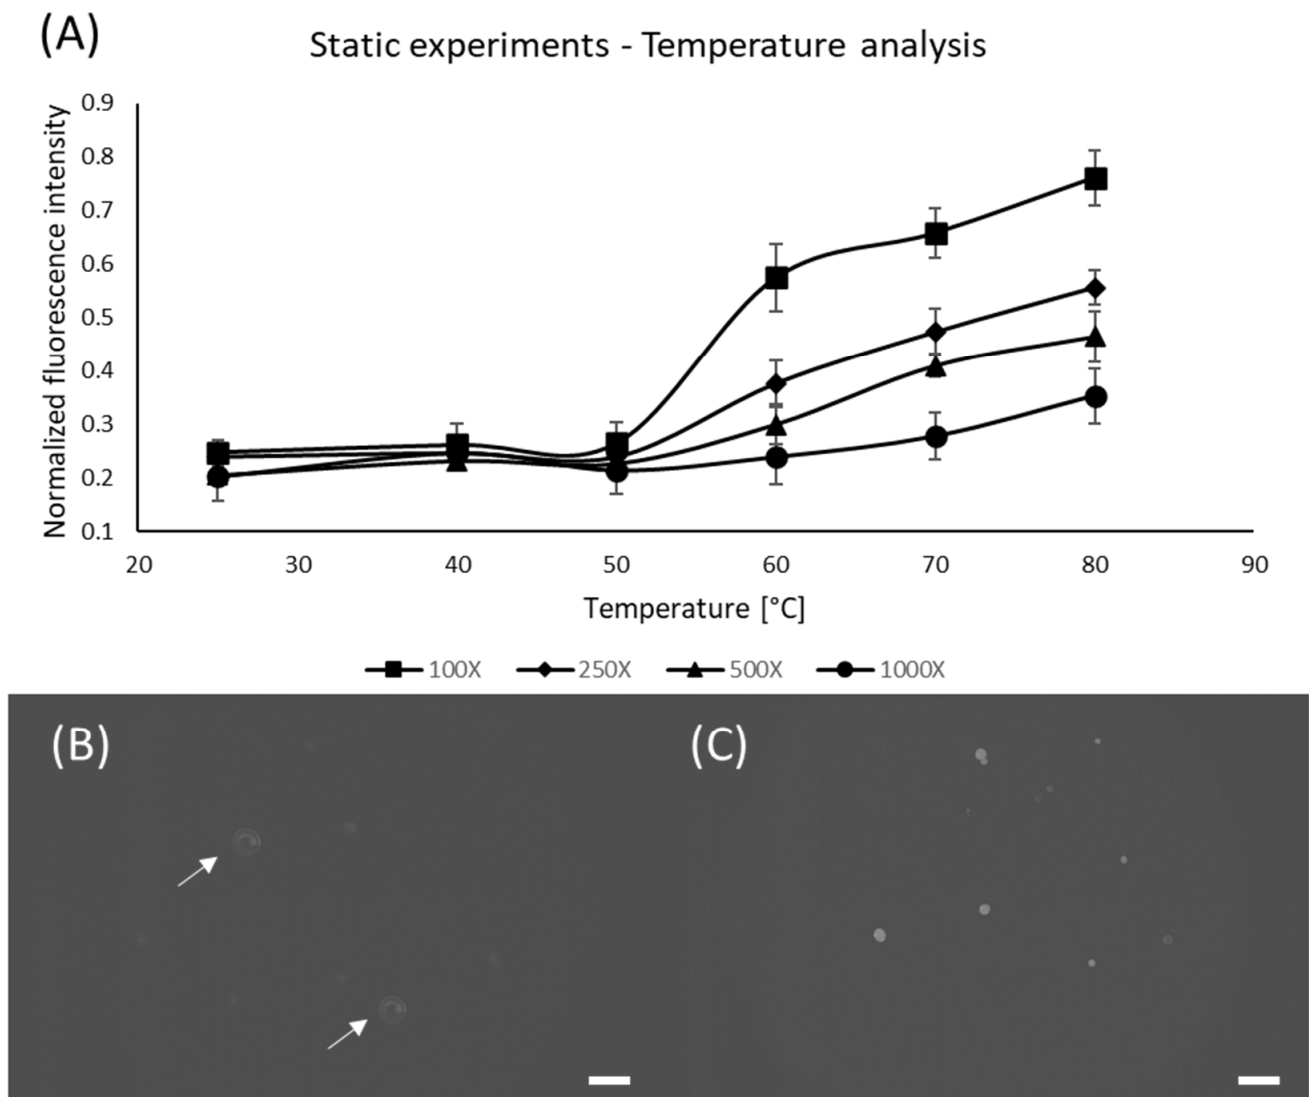 (A)
Static experiments - Temperature analysis
Normalized fluorescence intensity
0.9
0.8
0.7
0.6
0.5
0.4
0.3
0.2
0.1
20 30 40 50 60 70 80 90
Temperature [°C]
100X 250X 500X 1000X
(B) (C)